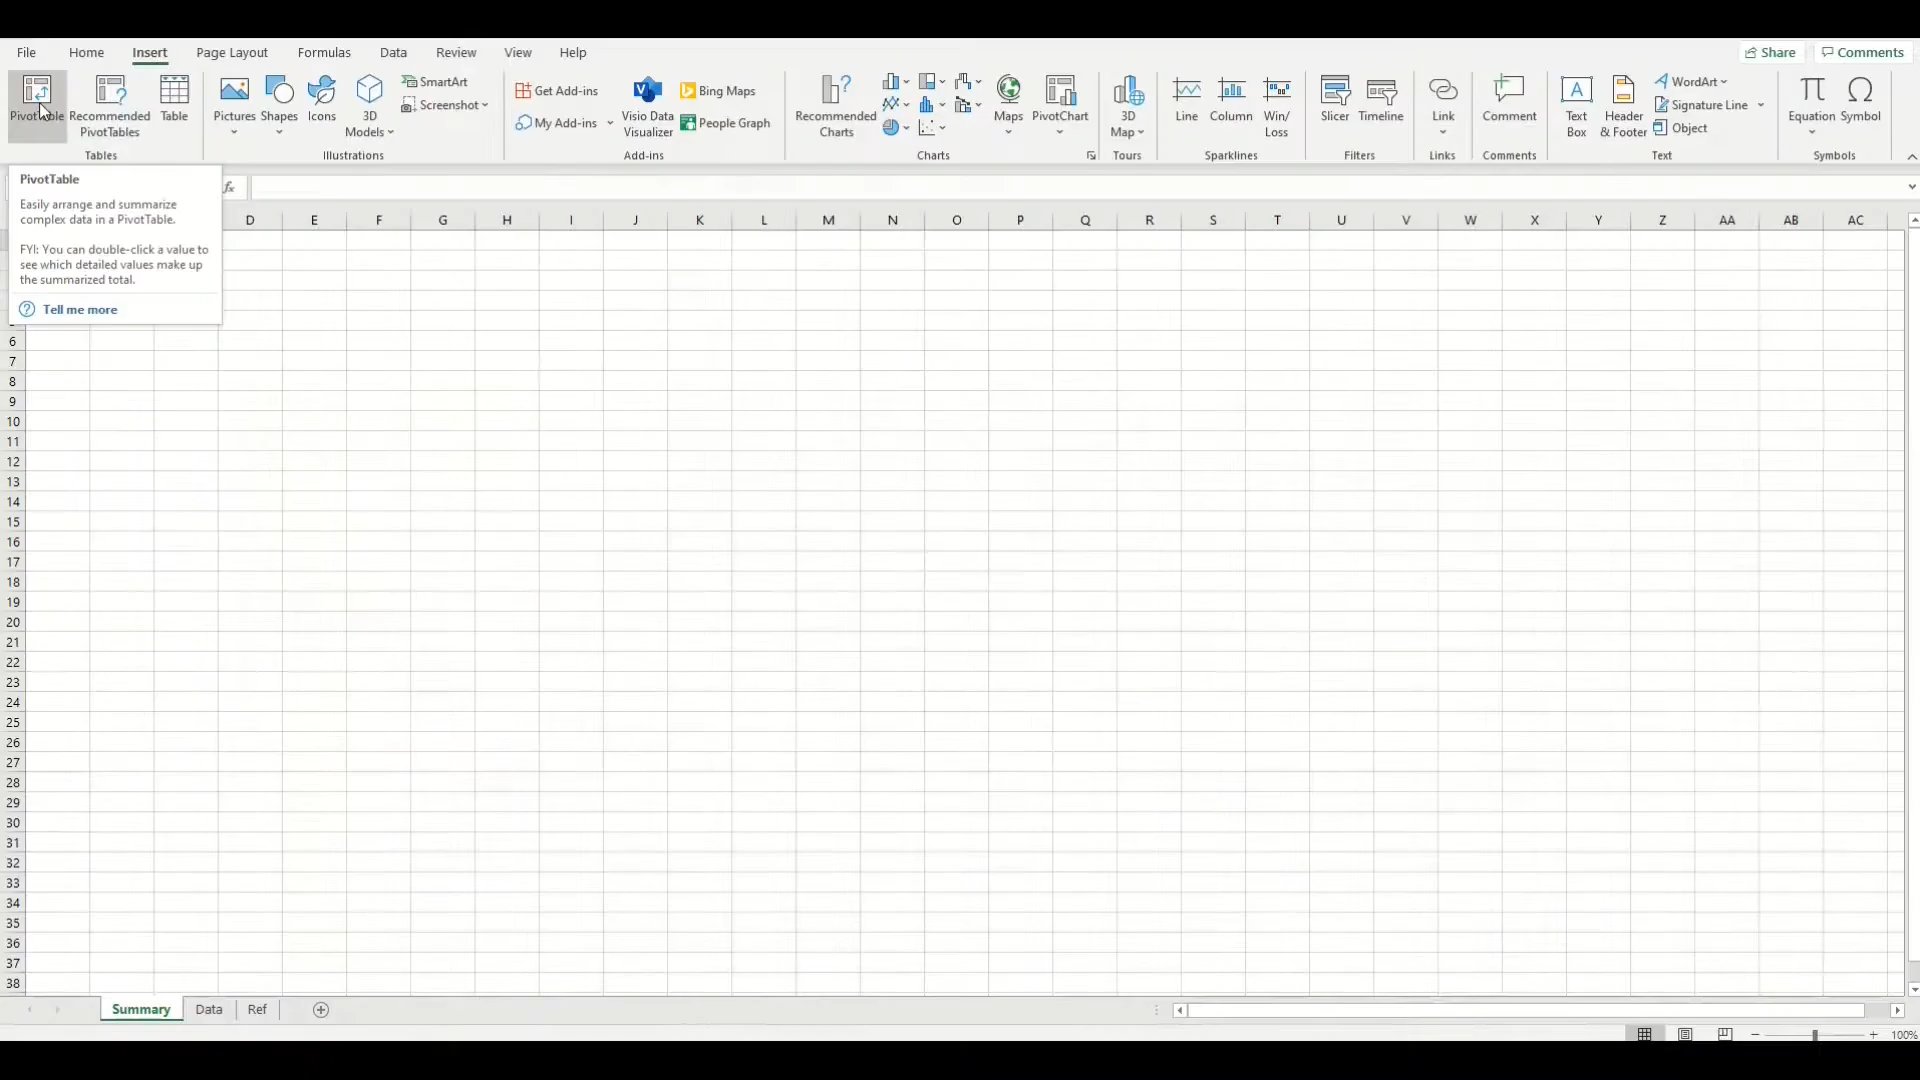 File Home Insert Page Layout Formulas Data Review View Help Share Comments
PivotTable
Recommended PivotTables
Table
Tables
Pictures
Shapes
Icons
3D Models
SmartArt
Screenshot
Illustrations
Get Add-ins
My Add-ins
Visio Data Visualizer
Bing Maps
People Graph
Add-ins
Recommended Charts
Maps
PivotChart
Charts
3D Map
Tours
Line
Column
Win/ Loss
Sparklines
Slicer
Timeline
Filters
Link
Links
Comment
Comments
Text Box
Header & Footer
WordArt
Signature Line
Object
Text
Equation
Symbol
Symbols
PivotTable
Easily arrange and summarize
complex data in a PivotTable.
FYI: You can double-click a value to
see which detailed values make up
the summarized total.
Tell me more
fx
D E F G H I J K L M N O P Q R S T U V W X Y Z AA AB AC
6
7
8
9
10
11
12
13
14
15
16
17
18
19
20
21
22
23
24
25
26
27
28
29
30
31
32
33
34
35
36
37
38
Summary Data Ref
100%